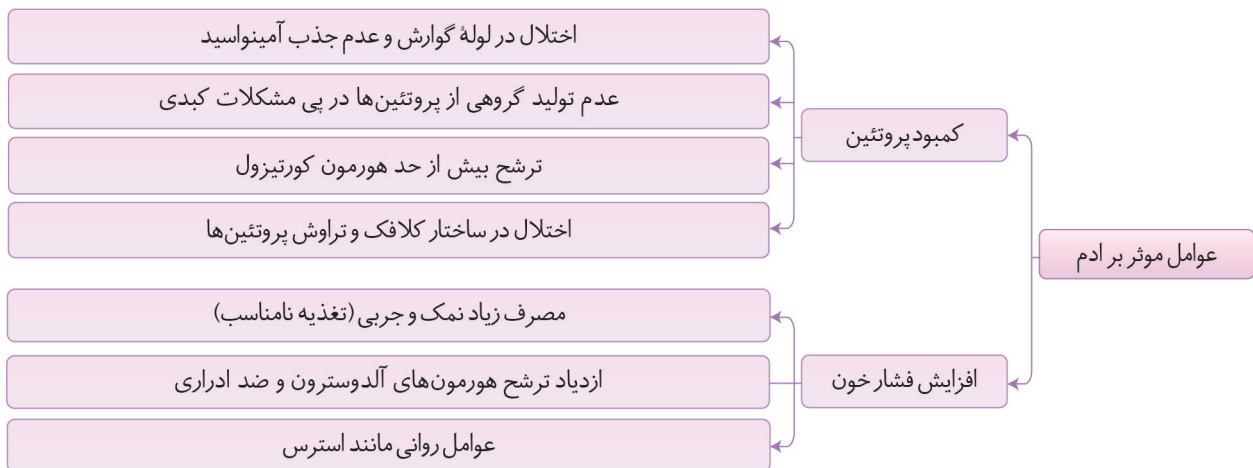 عوامل موثر بر ادم
کمبود پروتئین
اختلال در لولهٔ گوارش و عدم جذب آمینواسید
عدم تولید گروهی از پروتئین‌ها در پی مشکلات کبدی
ترشح بیش از حد هورمون کورتیزول
اختلال در ساختار کلافک و تراوش پروتئین‌ها
افزایش فشار خون
مصرف زیاد نمک و جربی (تغذیه نامناسب)
ازدیاد ترشح هورمون‌های آلدوسترون و ضد ادراری
عوامل روانی مانند استرس